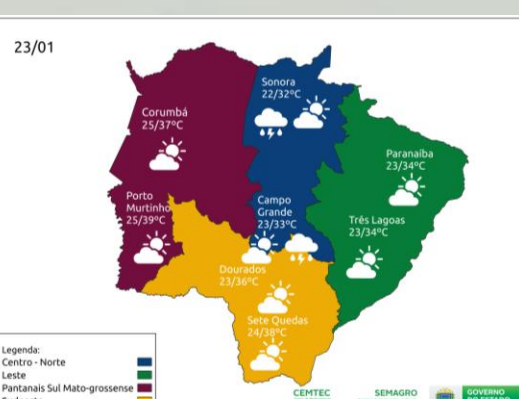 23/01
Sonora
22/32°C
Corumbá
25/37°C
Paranaíba
23/34°C
Porto
Murtinho
25/39°C
Campo
Grande
23/33°C
Três Lagoas
23/34°C
Dourados
23/36°C
Sete Quedas
24/38°C
Legenda:
Centro - Norte
Leste
Pantanais Sul Mato-grossense
CEMTEC
SEMAGRO
GOVERNO
DO ESTADO